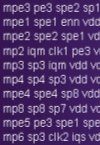 mpe3 pe3 spe2 sp1
mpe1 spe1 enn vdd
mpe2 spe2 spe1 vd
mp2 iqm clk1 pe3 v
mp3 sp3 iqm vdd vd
mp4 sp4 sp3 vdd vd
mpe4 spe4 sp8 vdd
mp8 sp8 sp7 vdd vd
mpe5 pe3 spe1 spe
mp6 sp3 clk2 iqs vd